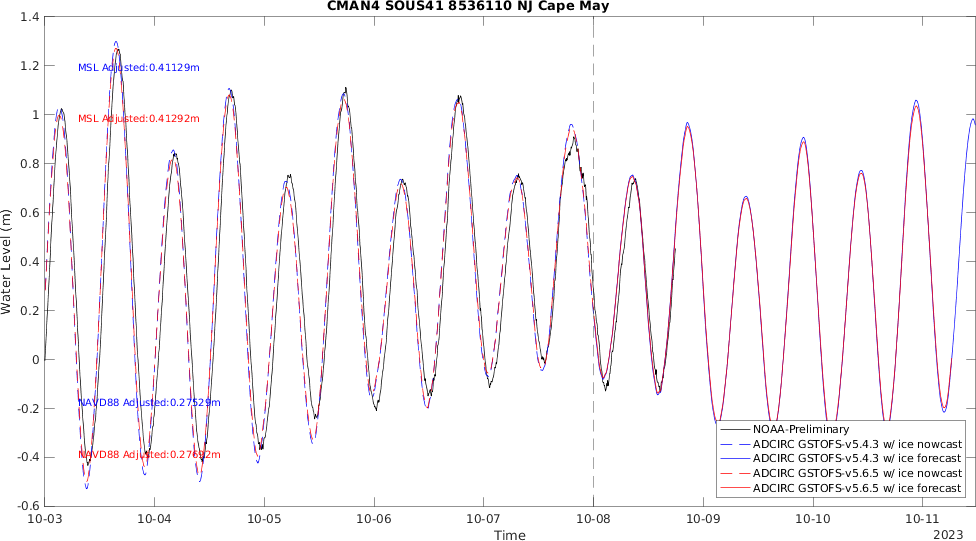 CMAN4 SOUS41 8536110 NJ Cape May
1.4
1.2
1
0.8
0.6
0.4
0.2
0
-0.2
-0.4
-0.6
Water Level (m)
MSL Adjusted:0.41129m
MSL Adjusted:0.41292m
NAVD88 Adjusted:0.27529m
NAVD88 Adjusted:0.27692m
NOAA-Preliminary
ADCIRC GSTOFS-v5.4.3 w/ ice nowcast
ADCIRC GSTOFS-v5.4.3 w/ ice forecast
ADCIRC GSTOFS-v5.6.5 w/ ice nowcast
ADCIRC GSTOFS-v5.6.5 w/ ice forecast
10-03 10-04 10-05 10-06 10-07 10-08 10-09 10-10 10-11
Time
2023